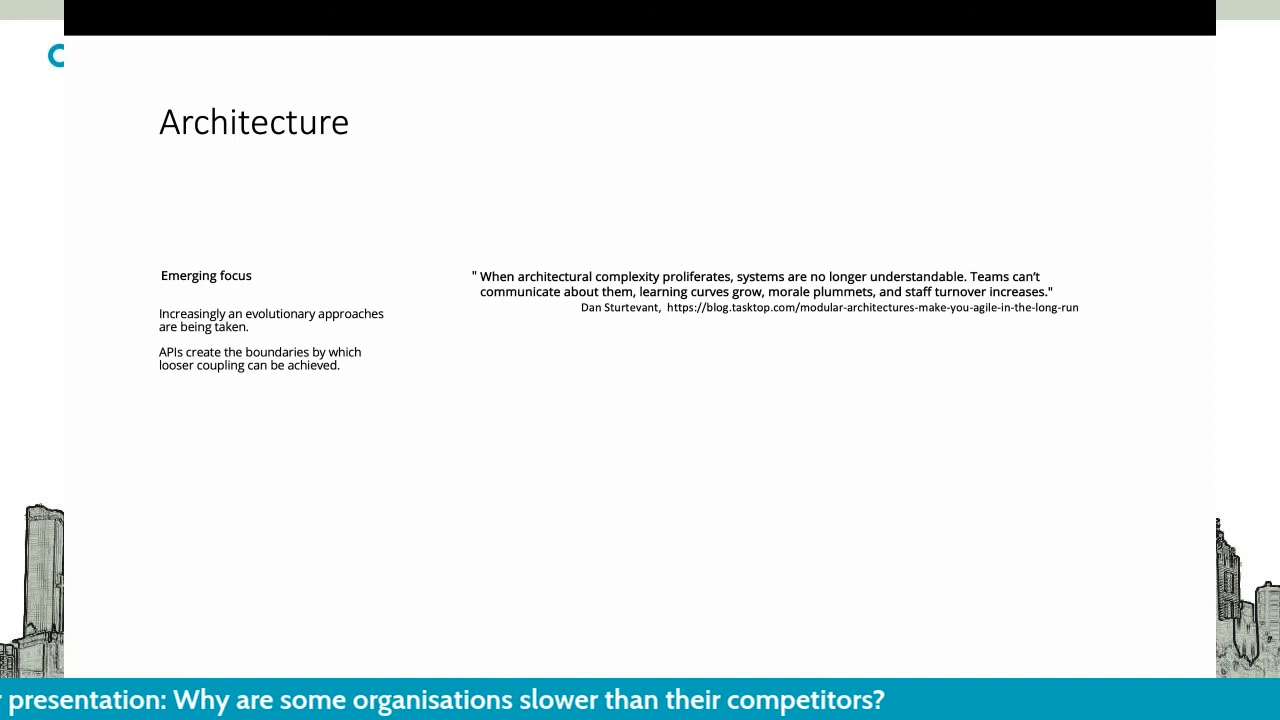 Architecture
Emerging focus
Increasingly an evolutionary approaches
are being taken.
APIs create the boundaries by which
looser coupling can be achieved.
" When architectural complexity proliferates, systems are no longer understandable. Teams can’t
communicate about them, learning curves grow, morale plummets, and staff turnover increases."
Dan Sturtevant, https://blog.tasktop.com/modular-architectures-make-you-agile-in-the-long-run
presentation: Why are some organisations slower than their competitors?